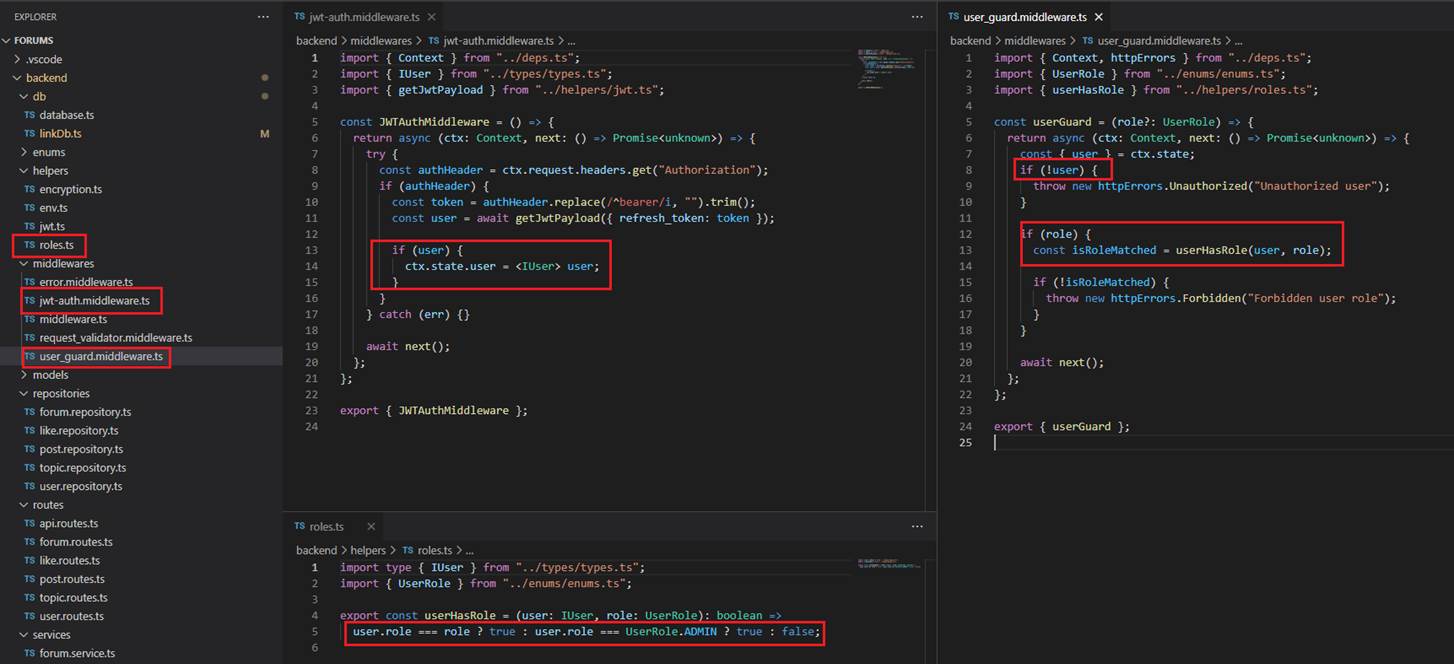 EXPLORER
FORUMS
.vscode
backend
db
TS database.ts
TS linkDb.ts M
enums
helpers
TS encryption.ts
TS env.ts
TS jwt.ts
TS roles.ts
middlewares
TS error.middleware.ts
TS jwt-auth.middleware.ts
TS middleware.ts
TS request_validator.middleware.ts
TS user_guard.middleware.ts
models
repositories
TS forum.repository.ts
TS like.repository.ts
TS post.repository.ts
TS topic.repository.ts
TS user.repository.ts
routes
TS api.routes.ts
TS forum.routes.ts
TS like.routes.ts
TS post.routes.ts
TS topic.routes.ts
TS user.routes.ts
services
TS forum.service.ts
TS jwt-auth.middleware.ts
backend > middlewares > TS jwt-auth.middleware.ts > ...
1 import { Context } from "../deps.ts";
2 import { IUser } from "../types/types.ts";
3 import { getJwtPayload } from "../helpers/jwt.ts";
4
5 const JWTAuthMiddleware = () => {
6 return async (ctx: Context, next: () => Promise<unknown>) => {
7 try {
8 const authHeader = ctx.request.headers.get("Authorization");
9 if (authHeader) {
10 const token = authHeader.replace(/^bearer/i, "").trim();
11 const user = await getJwtPayload({ refresh_token: token });
12
13 if (user) {
14 ctx.state.user = <IUser> user;
15 }
16 }
17 } catch (err) {}
18
19 await next();
20 };
21 };
22
23 export { JWTAuthMiddleware };
24
TS roles.ts
backend > helpers > TS roles.ts > ...
1 import type { IUser } from "../types/types.ts";
2 import { UserRole } from "../enums/enums.ts";
3
4 export const userHasRole = (user: IUser, role: UserRole): boolean =>
5 user.role === role ? true : user.role === UserRole.ADMIN ? true : false;
6
TS user_guard.middleware.ts
backend > middlewares > TS user_guard.middleware.ts > ...
1 import { Context, httpErrors } from "../deps.ts";
2 import { UserRole } from "../enums/enums.ts";
3 import { userHasRole } from "../helpers/roles.ts";
4
5 const userGuard = (role?: UserRole) => {
6 return async (ctx: Context, next: () => Promise<unknown>) => {
7 const { user } = ctx.state;
8 if (!user) {
9 throw new httpErrors.Unauthorized("Unauthorized user");
10 }
11
12 if (role) {
13 const isRoleMatched = userHasRole(user, role);
14
15 if (!isRoleMatched) {
16 throw new httpErrors.Forbidden("Forbidden user role");
17 }
18 }
19
20 await next();
21 };
22 };
23
24 export { userGuard };
25